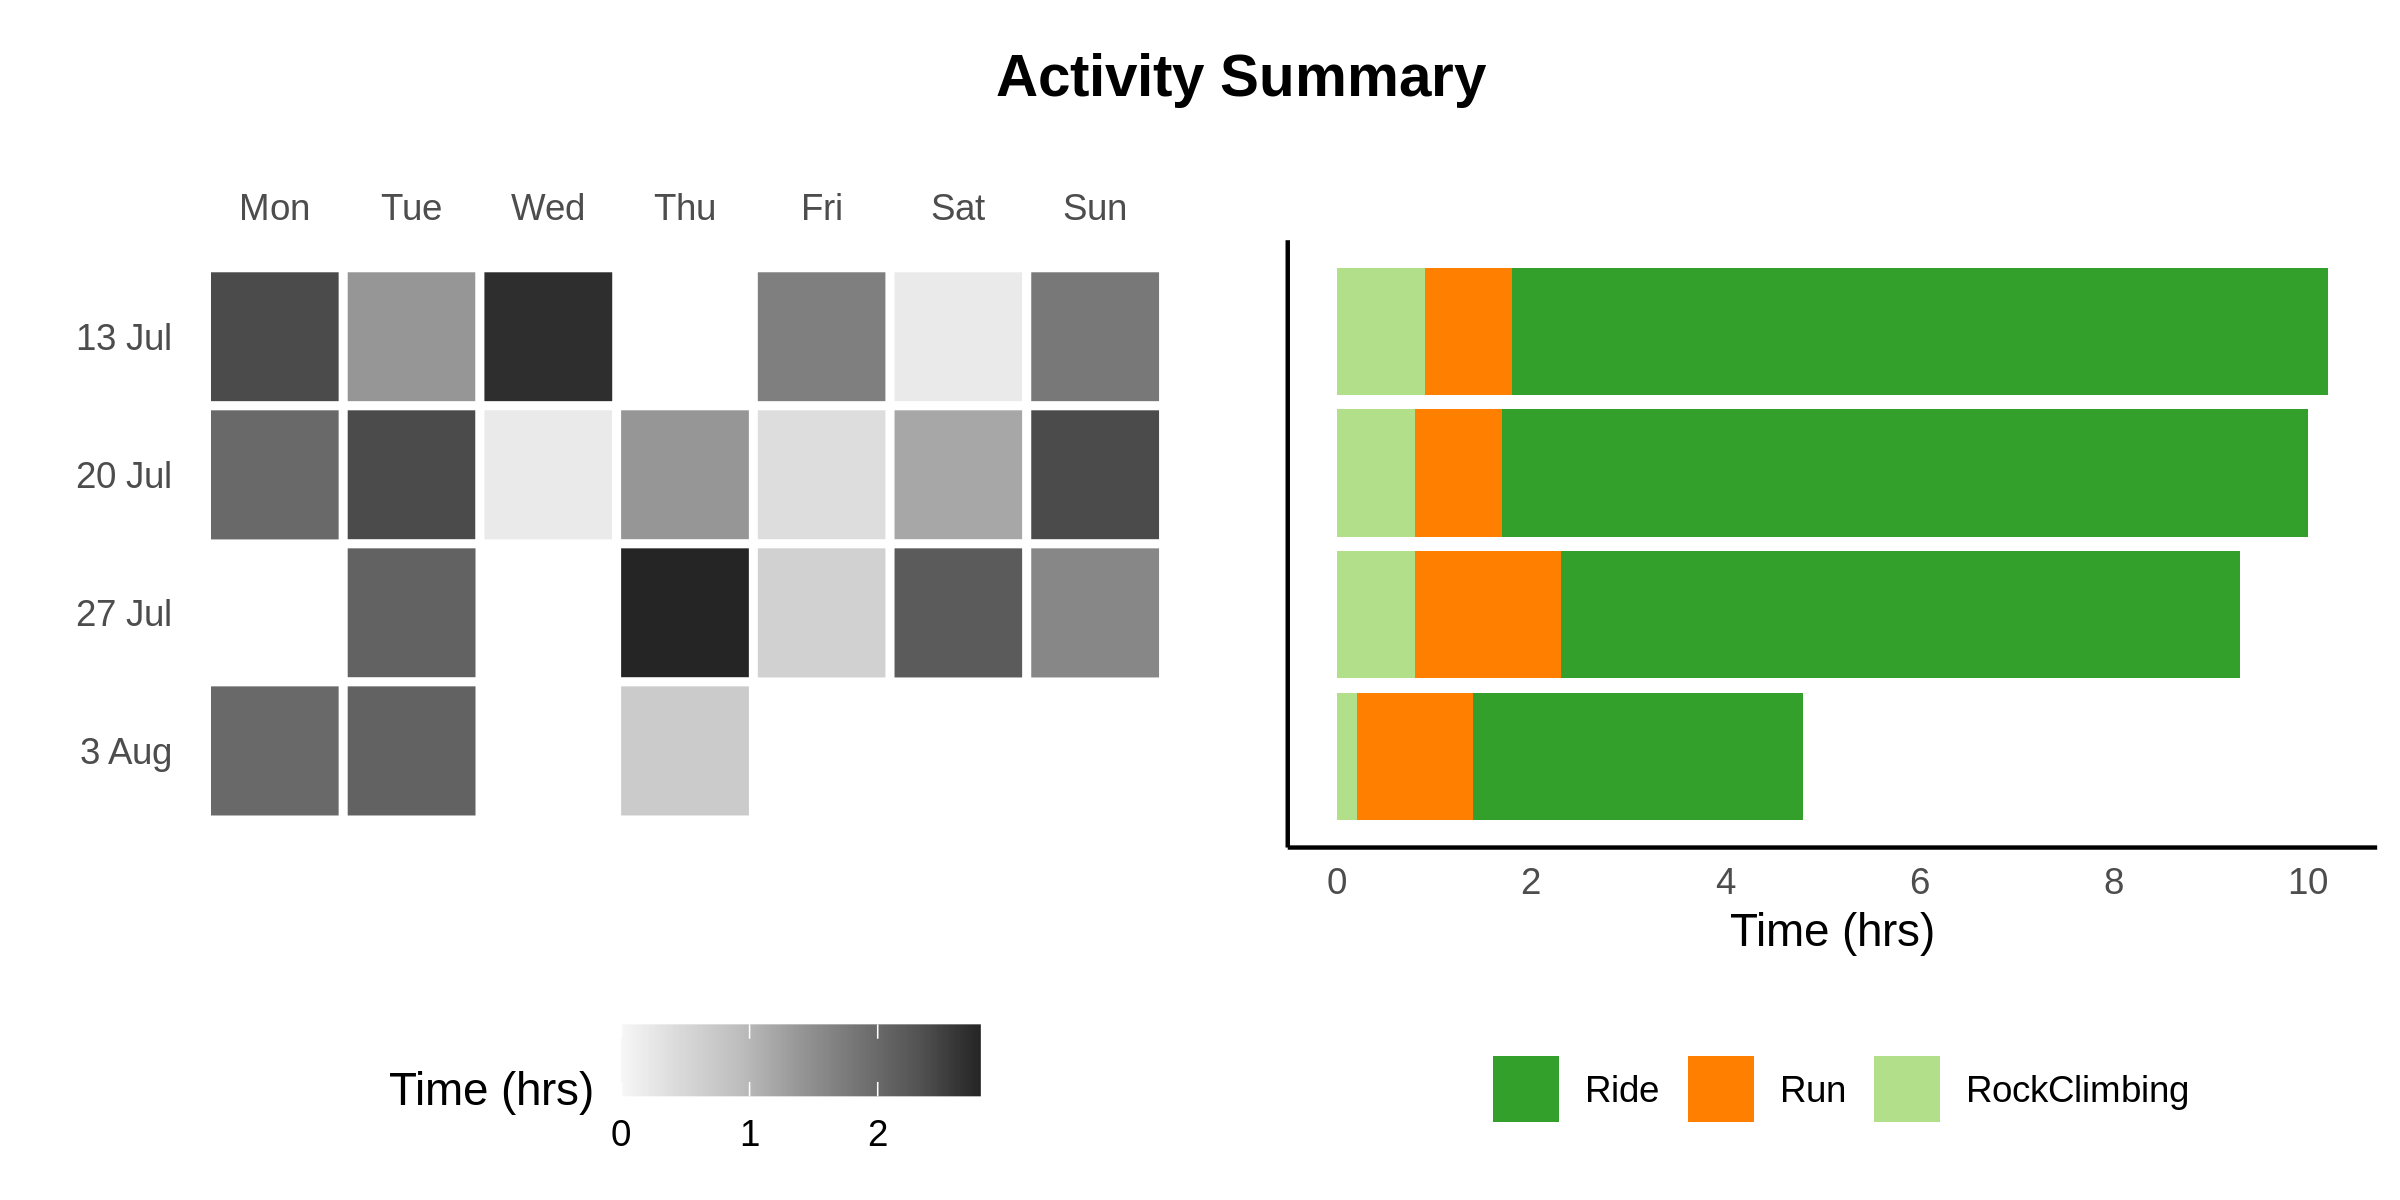 Activity Summary
Mon Tue Wed Thu Fri Sat Sun
13 Jul
20 Jul
27 Jul
3 Aug
0 2 4 6 8 10
Time (hrs)
Time (hrs)
0 1 2
Ride Run RockClimbing